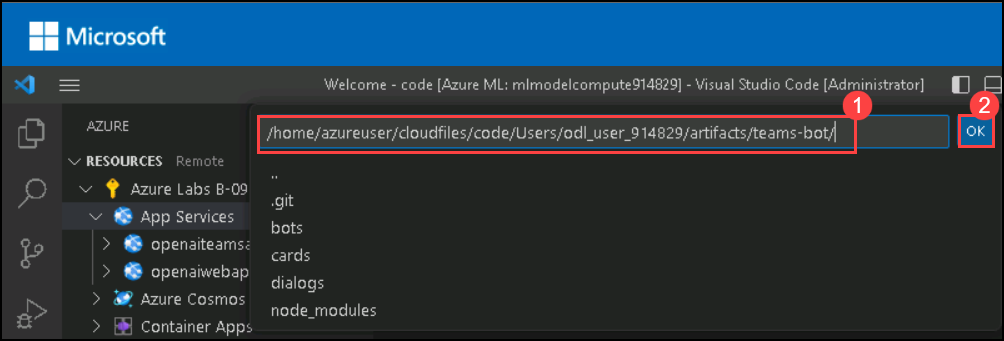 Microsoft
Welcome - code [Azure ML: mlmodelcompute914829] - Visual Studio Code [Administrator]
1
2
AZURE
/home/azureuser/cloudfiles/code/Users/odl_user_914829/artifacts/teams-bot/
OK
RESOURCES Remote
..
Azure Labs B-09
.git
App Services
bots
openaiteamsa
cards
openaiwebap
dialogs
Azure Cosmos
node_modules
Container Apps